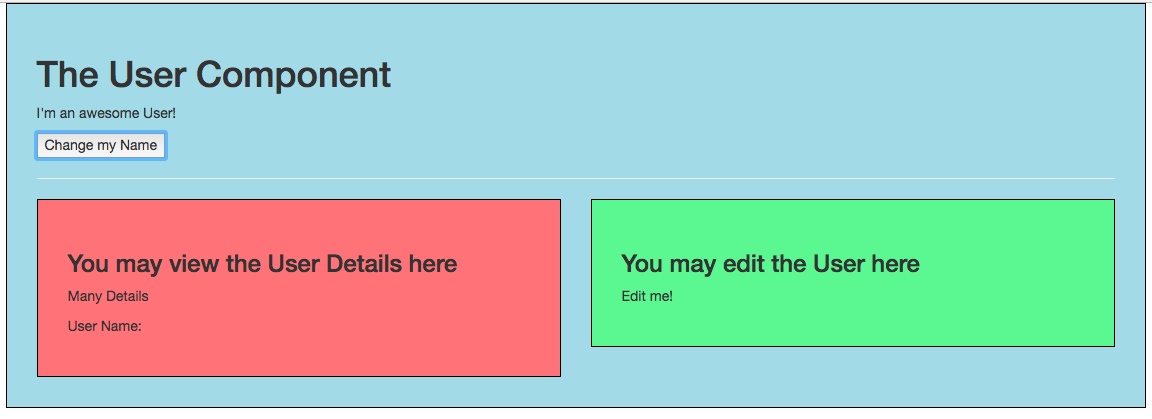 The User Component
I'm an awesome User!
Change my Name
You may view the User Details here
Many Details
User Name:
You may edit the User here
Edit me!